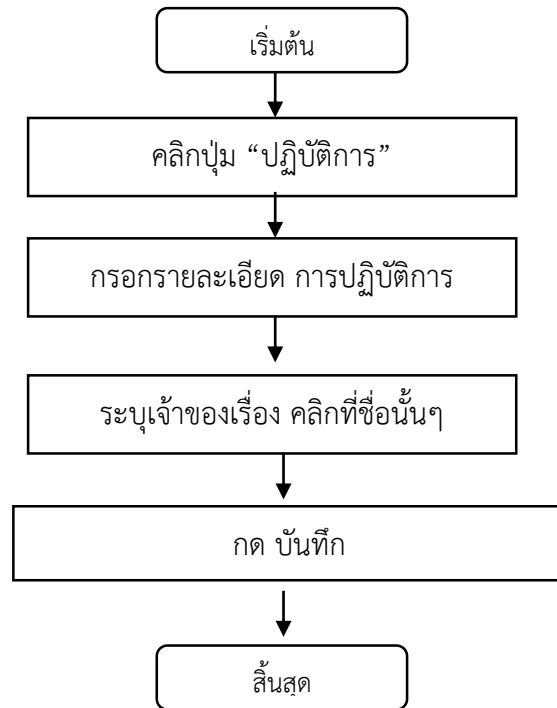 เริ่มต้น
คลิกปุ่ม “ปฏิบัติการ”
กรอกรายละเอียด การปฏิบัติการ
ระบุเจ้าของเรื่อง คลิกที่ชื่อนั้นๆ
กด บันทึก
สิ้นสุด